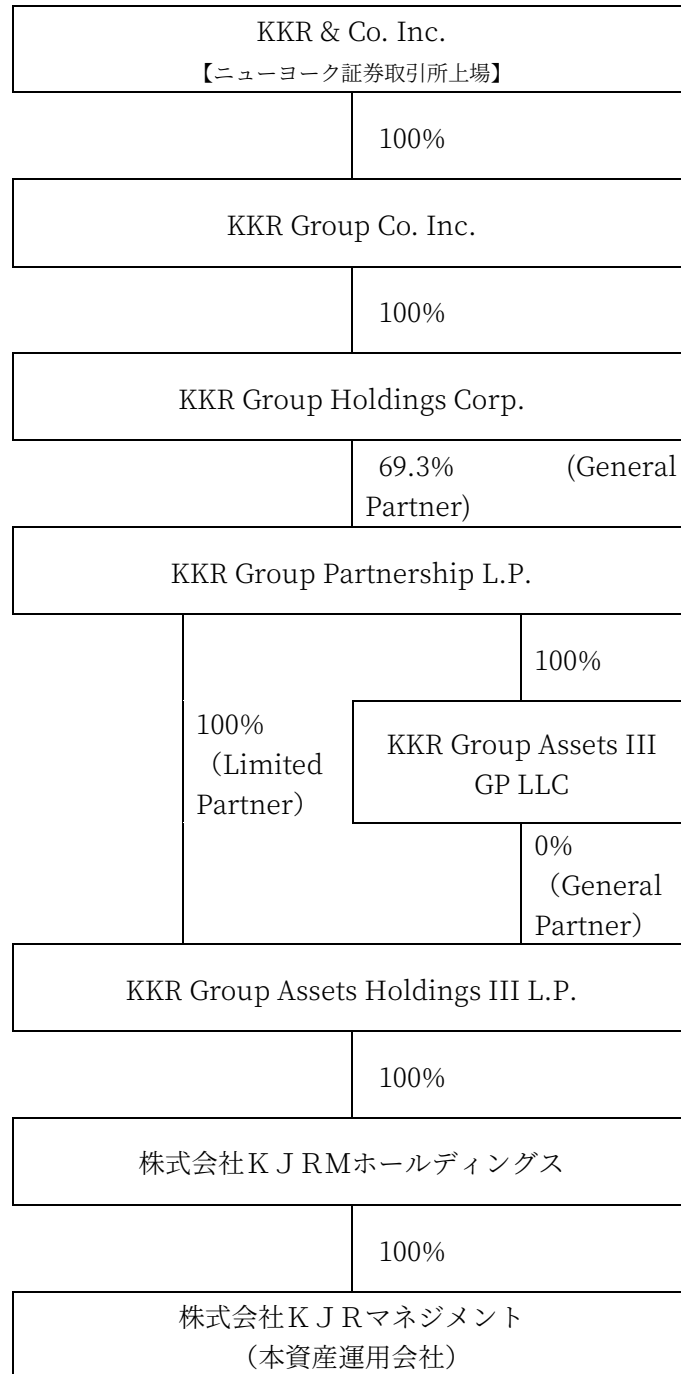 KKR & Co. Inc.
【ニューヨーク証券取引所上場】
100%
KKR Group Co. Inc.
100%
KKR Group Holdings Corp.
69.3% (General
Partner)
KKR Group Partnership L.P.
100%
100%
（Limited
Partner）
KKR Group Assets III
GP LLC
0%
（General
Partner）
KKR Group Assets Holdings III L.P.
100%
株式会社ＫＪＲＭホールディングス
100%
株式会社ＫＪＲマネジメント
（本資産運用会社）